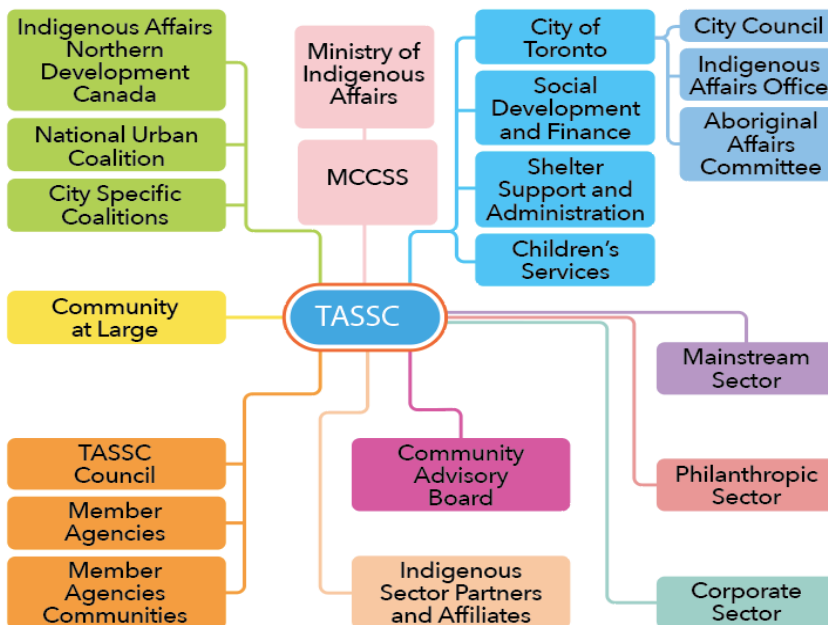 Indigenous Affairs
Northern
Development
Canada
National Urban
Coalition
City Specific
Coalitions
Ministry of
Indigenous
Affairs
MCCSS
City of
Toronto
Social
Development
and Finance
Shelter
Support and
Administration
Children's
Services
City Council
Indigenous
Affairs Office
Aboriginal
Affairs
Committee
Community
at Large
TASSC
Mainstream
Sector
TASSC
Council
Member
Agencies
Member
Agencies
Communities
Community
Advisory
Board
Indigenous
Sector Partners
and Affiliates
Philanthropic
Sector
Corporate
Sector